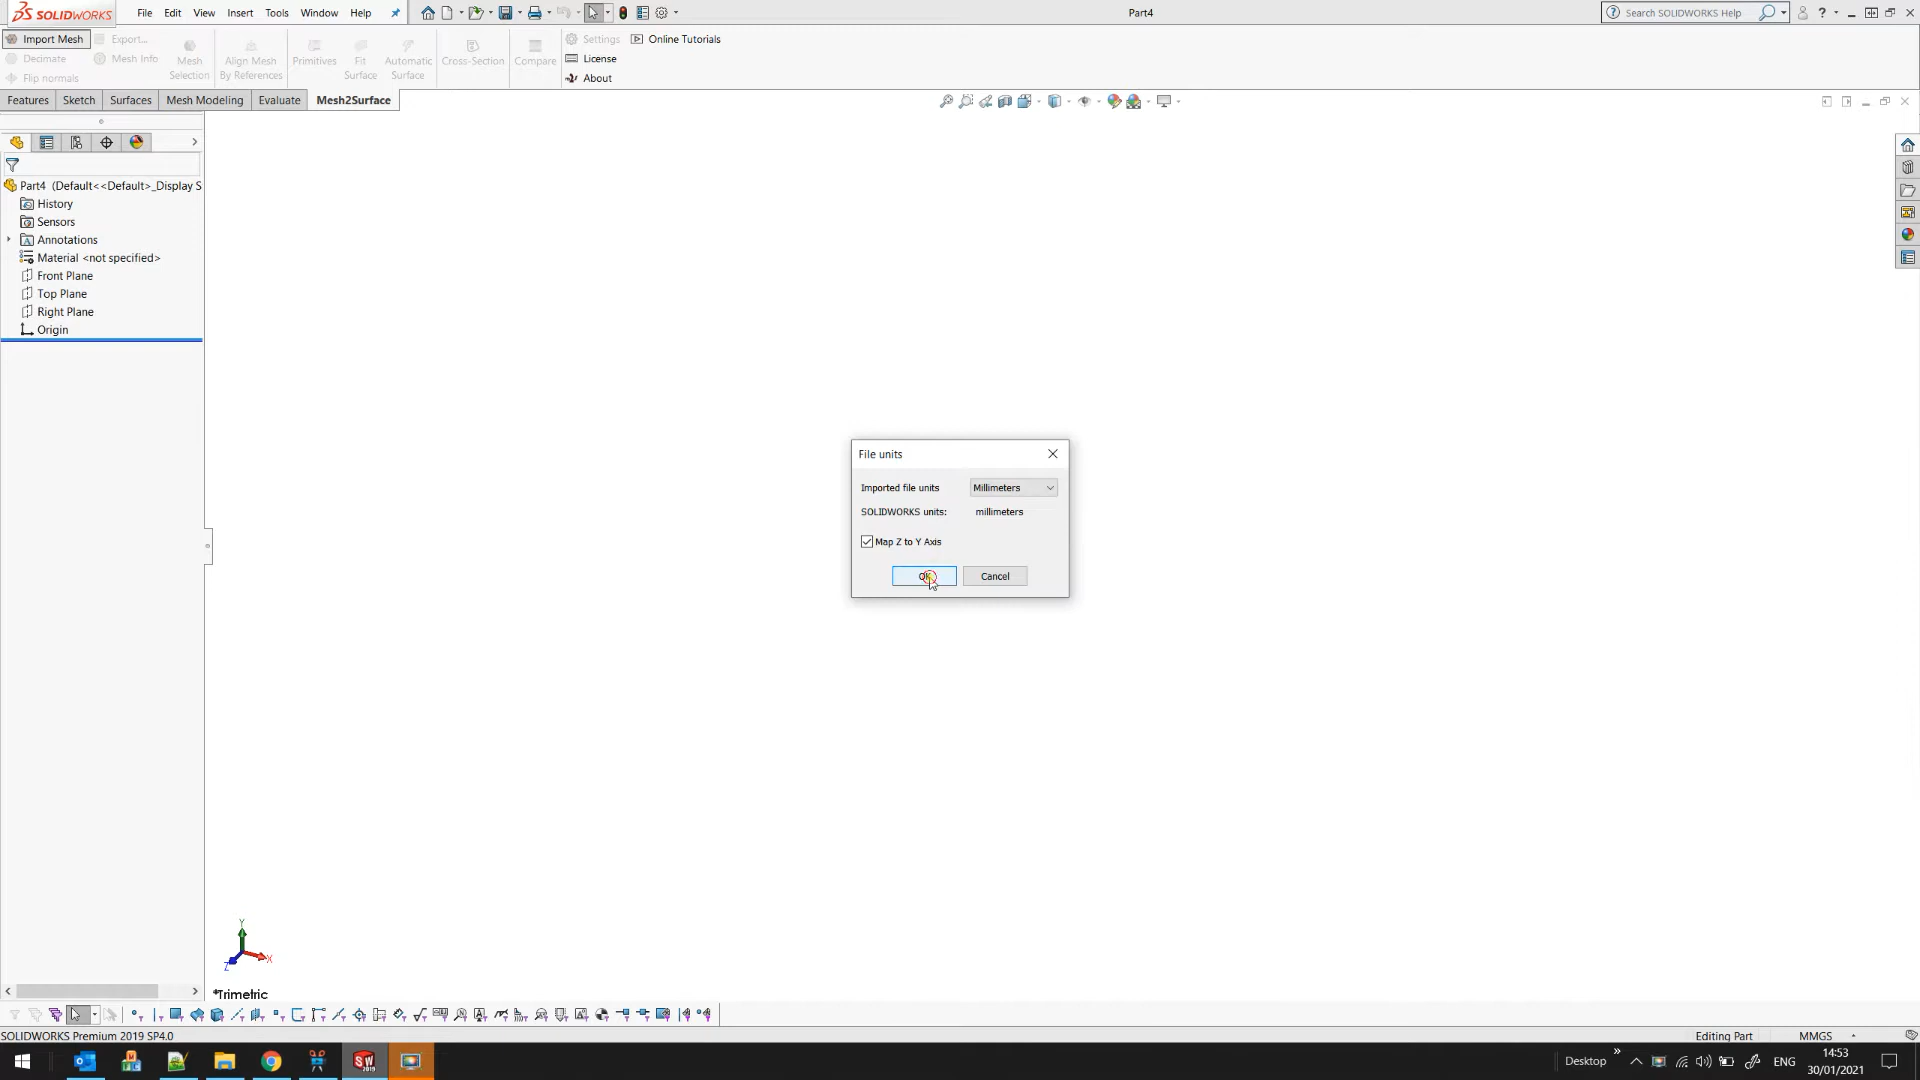 SOLIDWORKS File Edit View Insert Tools Window Help Part4 Search SOLIDWORKS Help ?
Import Mesh Export... Settings Online Tutorials
Decimate Mesh Info Mesh Selection Align Mesh By References Primitives Fit Surface Automatic Surface Cross-Section Compare License
Flip normals About
Features Sketch Surfaces Mesh Modeling Evaluate Mesh2Surface
Part4 (Default<<Default>_Display S
History
Sensors
Annotations
Material <not specified>
Front Plane
Top Plane
Right Plane
Origin
File units
Imported file units Millimeters
SOLIDWORKS units: millimeters
Map Z to Y Axis
OK Cancel
Y
X
Z
*Trimetric
SOLIDWORKS Premium 2019 SP4.0 Editing Part MMGS
Desktop ENG 14:53
30/01/2021